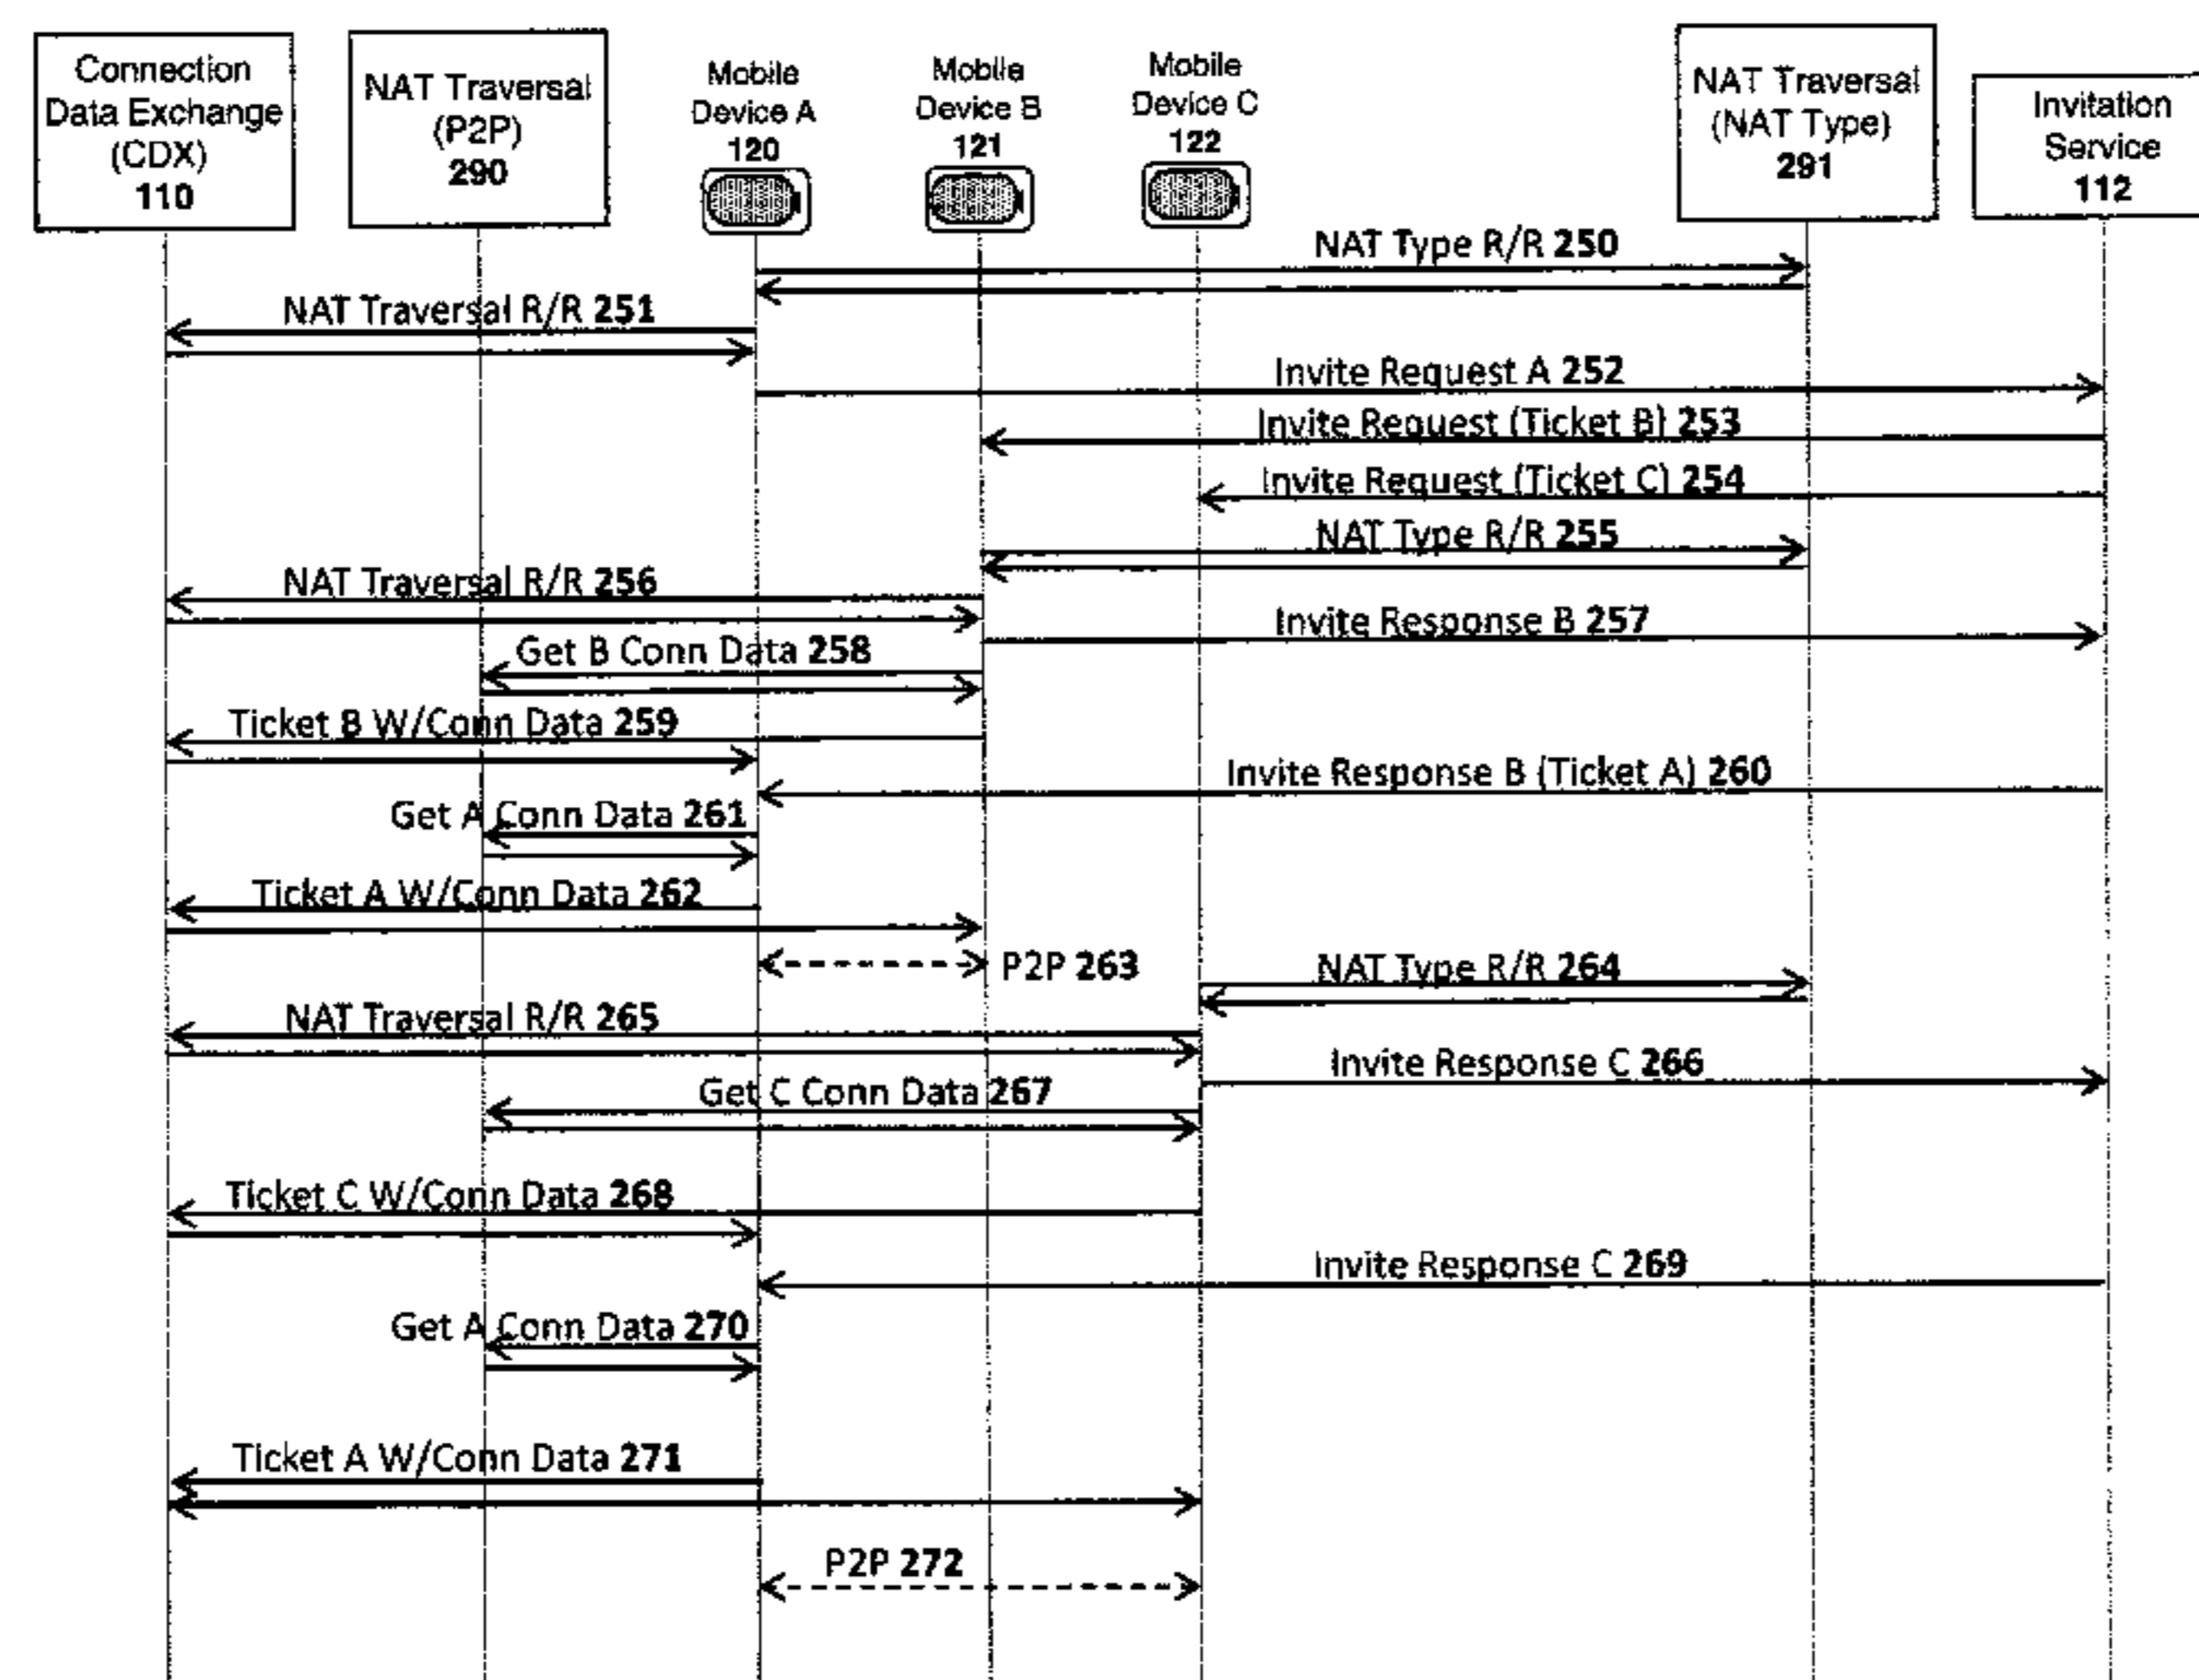 Connection
Data Exchange
(CDX)
110
NAT Traversal
(P2P)
290
Mobile
Device A
120
Mobile
Device B
121
Mobile
Device C
122
NAT Traversal
(NAT Type)
291
Invitation
Service
112
NAT Type R/R 250
NAT Traversal R/R 251
Invite Request A 252
Invite Request (Ticket B) 253
Invite Request (Ticket C) 254
NAT Type R/R 255
NAT Traversal R/R 256
Invite Response B 257
Get B Conn Data 258
Ticket B W/Conn Data 259
Invite Response B (Ticket A) 260
Get A Conn Data 261
Ticket A W/Conn Data 262
P2P 263
NAT Type R/R 264
NAT Traversal R/R 265
Invite Response C 266
Get C Conn Data 267
Ticket C W/Conn Data 268
Invite Response C 269
Get A Conn Data 270
Ticket A W/Conn Data 271
P2P 272